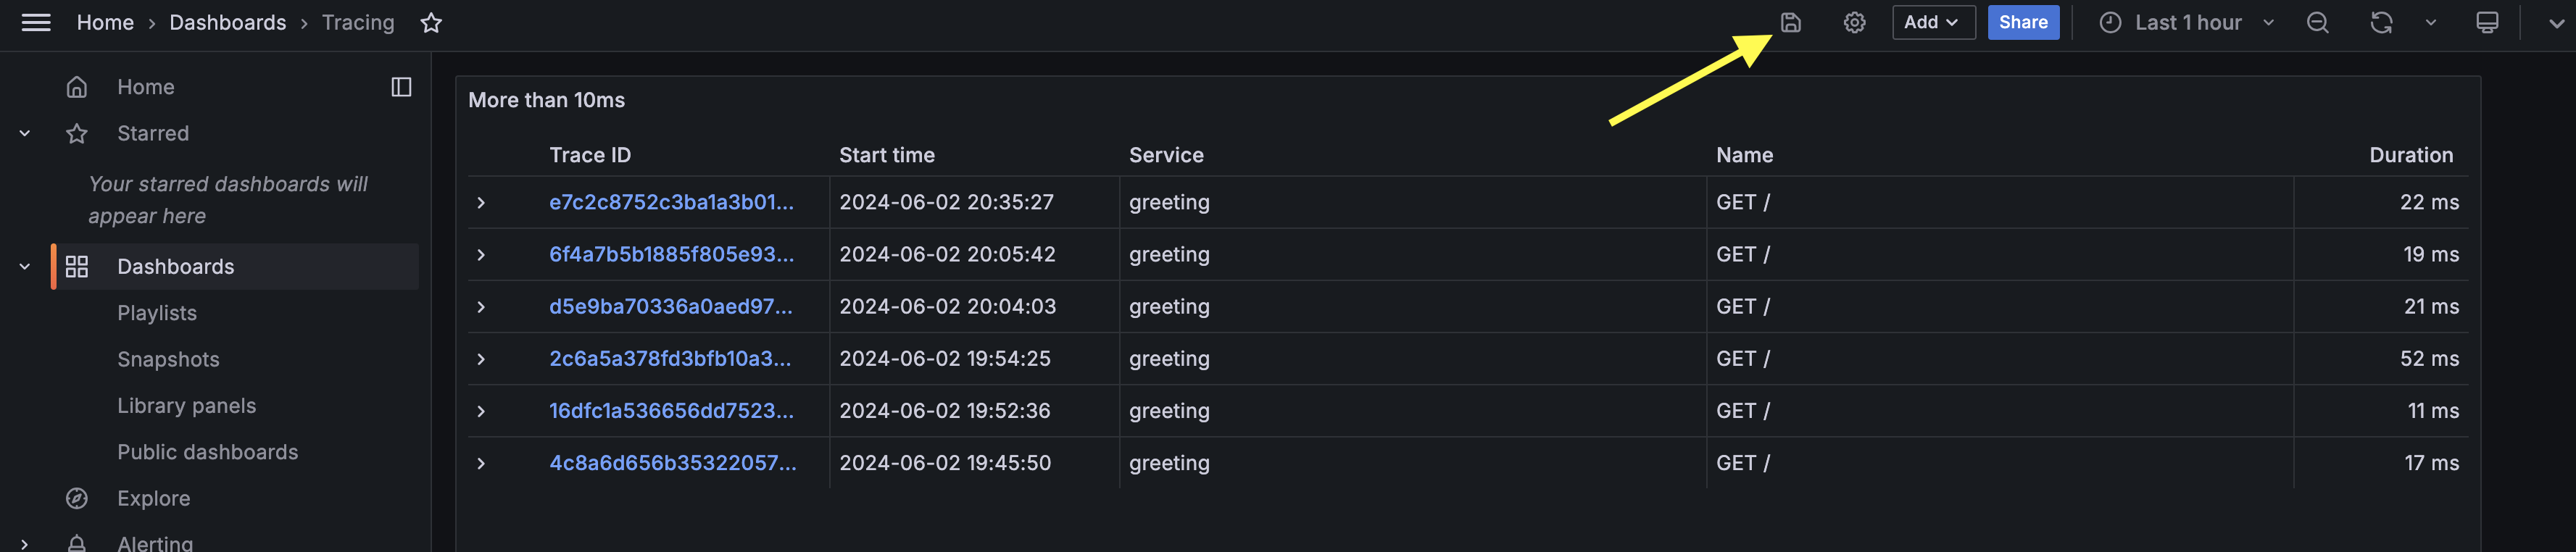 Home › Dashboards › Tracing
Add
Share
Last 1 hour
Home
Starred
Your starred dashboards will
appear here
Dashboards
Playlists
Snapshots
Library panels
Public dashboards
Explore
Alerting
More than 10ms
Trace ID Start time Service Name Duration
e7c2c8752c3ba1a3b01... 2024-06-02 20:35:27 greeting GET / 22 ms
6f4a7b5b1885f805e93... 2024-06-02 20:05:42 greeting GET / 19 ms
d5e9ba70336a0aed97... 2024-06-02 20:04:03 greeting GET / 21 ms
2c6a5a378fd3bfb10a3... 2024-06-02 19:54:25 greeting GET / 52 ms
16dfc1a536656dd7523... 2024-06-02 19:52:36 greeting GET / 11 ms
4c8a6d656b35322057... 2024-06-02 19:45:50 greeting GET / 17 ms